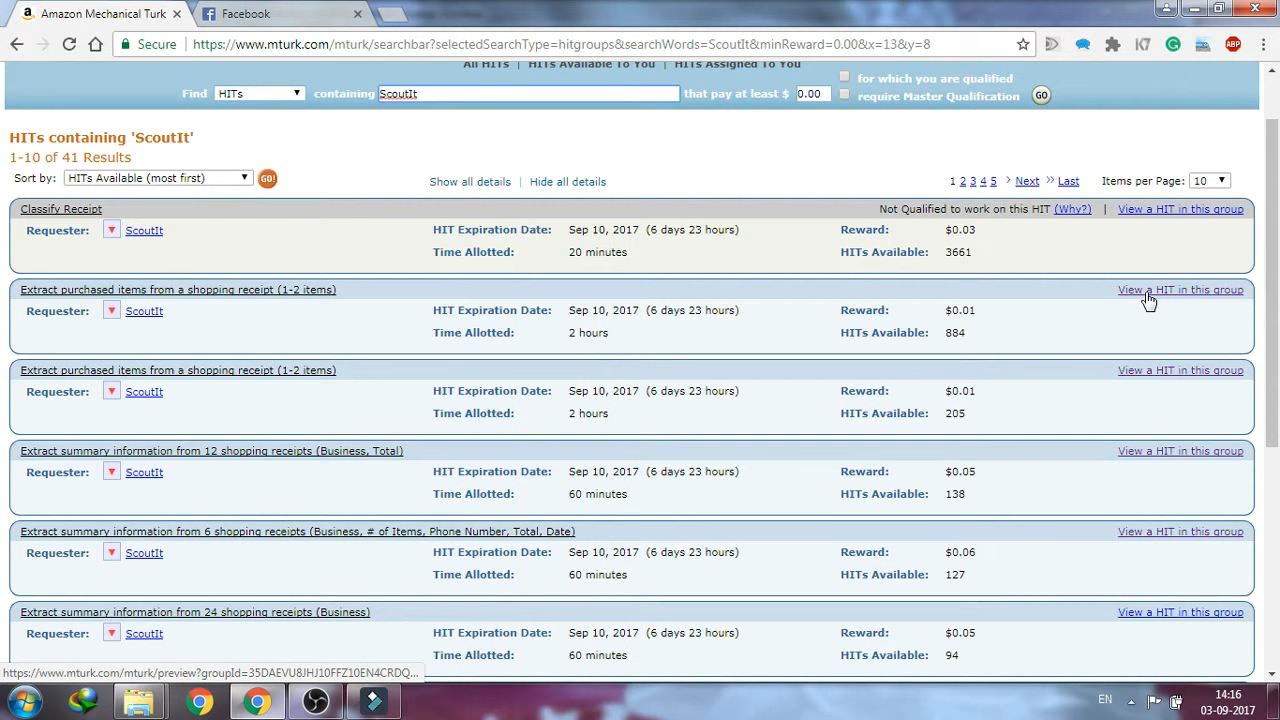 Amazon Mechanical Turk × Facebook ×
Secure https://www.mturk.com/mturk/searchbar?selectedSearchType=hitgroups&searchWords=ScoutIt&minReward=0.00&x=13&y=8 K7 G ABP
All HITs | HITs Available To You | HITs Assigned To You
Find HITs containing ScoutIt that pay at least $ 0.00 for which you are qualified
require Master Qualification GO
HITs containing 'ScoutIt'
1-10 of 41 Results
Sort by: HITs Available (most first) GO! Show all details | Hide all details 1 2 3 4 5 › Next » Last Items per Page: 10
Classify Receipt Not Qualified to work on this HIT (Why?) | View a HIT in this group
Requester: ScoutIt HIT Expiration Date: Sep 10, 2017 (6 days 23 hours) Reward: $0.03
Time Allotted: 20 minutes HITs Available: 3661
Extract purchased items from a shopping receipt (1-2 items) View a HIT in this group
Requester: ScoutIt HIT Expiration Date: Sep 10, 2017 (6 days 23 hours) Reward: $0.01
Time Allotted: 2 hours HITs Available: 884
Extract purchased items from a shopping receipt (1-2 items) View a HIT in this group
Requester: ScoutIt HIT Expiration Date: Sep 10, 2017 (6 days 23 hours) Reward: $0.01
Time Allotted: 2 hours HITs Available: 205
Extract summary information from 12 shopping receipts (Business, Total) View a HIT in this group
Requester: ScoutIt HIT Expiration Date: Sep 10, 2017 (6 days 23 hours) Reward: $0.05
Time Allotted: 60 minutes HITs Available: 138
Extract summary information from 6 shopping receipts (Business, # of Items, Phone Number, Total, Date) View a HIT in this group
Requester: ScoutIt HIT Expiration Date: Sep 10, 2017 (6 days 23 hours) Reward: $0.06
Time Allotted: 60 minutes HITs Available: 127
Extract summary information from 24 shopping receipts (Business) View a HIT in this group
Requester: ScoutIt HIT Expiration Date: Sep 10, 2017 (6 days 23 hours) Reward: $0.05
Time Allotted: 60 minutes HITs Available: 94
https://www.mturk.com/mturk/preview?groupId=35DAEVU8JHJ10FFZ10EN4CRDQ...
EN 14:16
03-09-2017